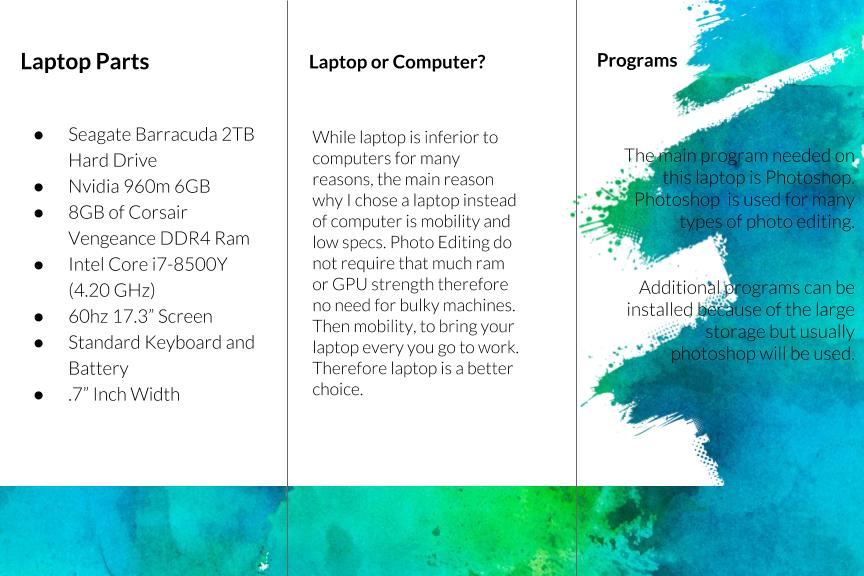 Laptop Parts
● Seagate Barracuda 2TB
Hard Drive
● Nvidia 960m 6GB
● 8GB of Corsair
Vengeance DDR4 Ram
● Intel Core i7-8500Y
(4.20 GHz)
● 60hz 17.3” Screen
● Standard Keyboard and
Battery
● .7” Inch Width
Laptop or Computer?
While laptop is inferior to
computers for many
reasons, the main reason
why I chose a laptop instead
of computer is mobility and
low specs. Photo Editing do
not require that much ram
or GPU strength therefore
no need for bulky machines.
Then mobility, to bring your
laptop every you go to work.
Therefore laptop is a better
choice.
Programs
The main program needed on
this laptop is Photoshop.
Photoshop is used for many
types of photo editing.
Additional programs can be
installed because of the large
storage but usually
photoshop will be used.